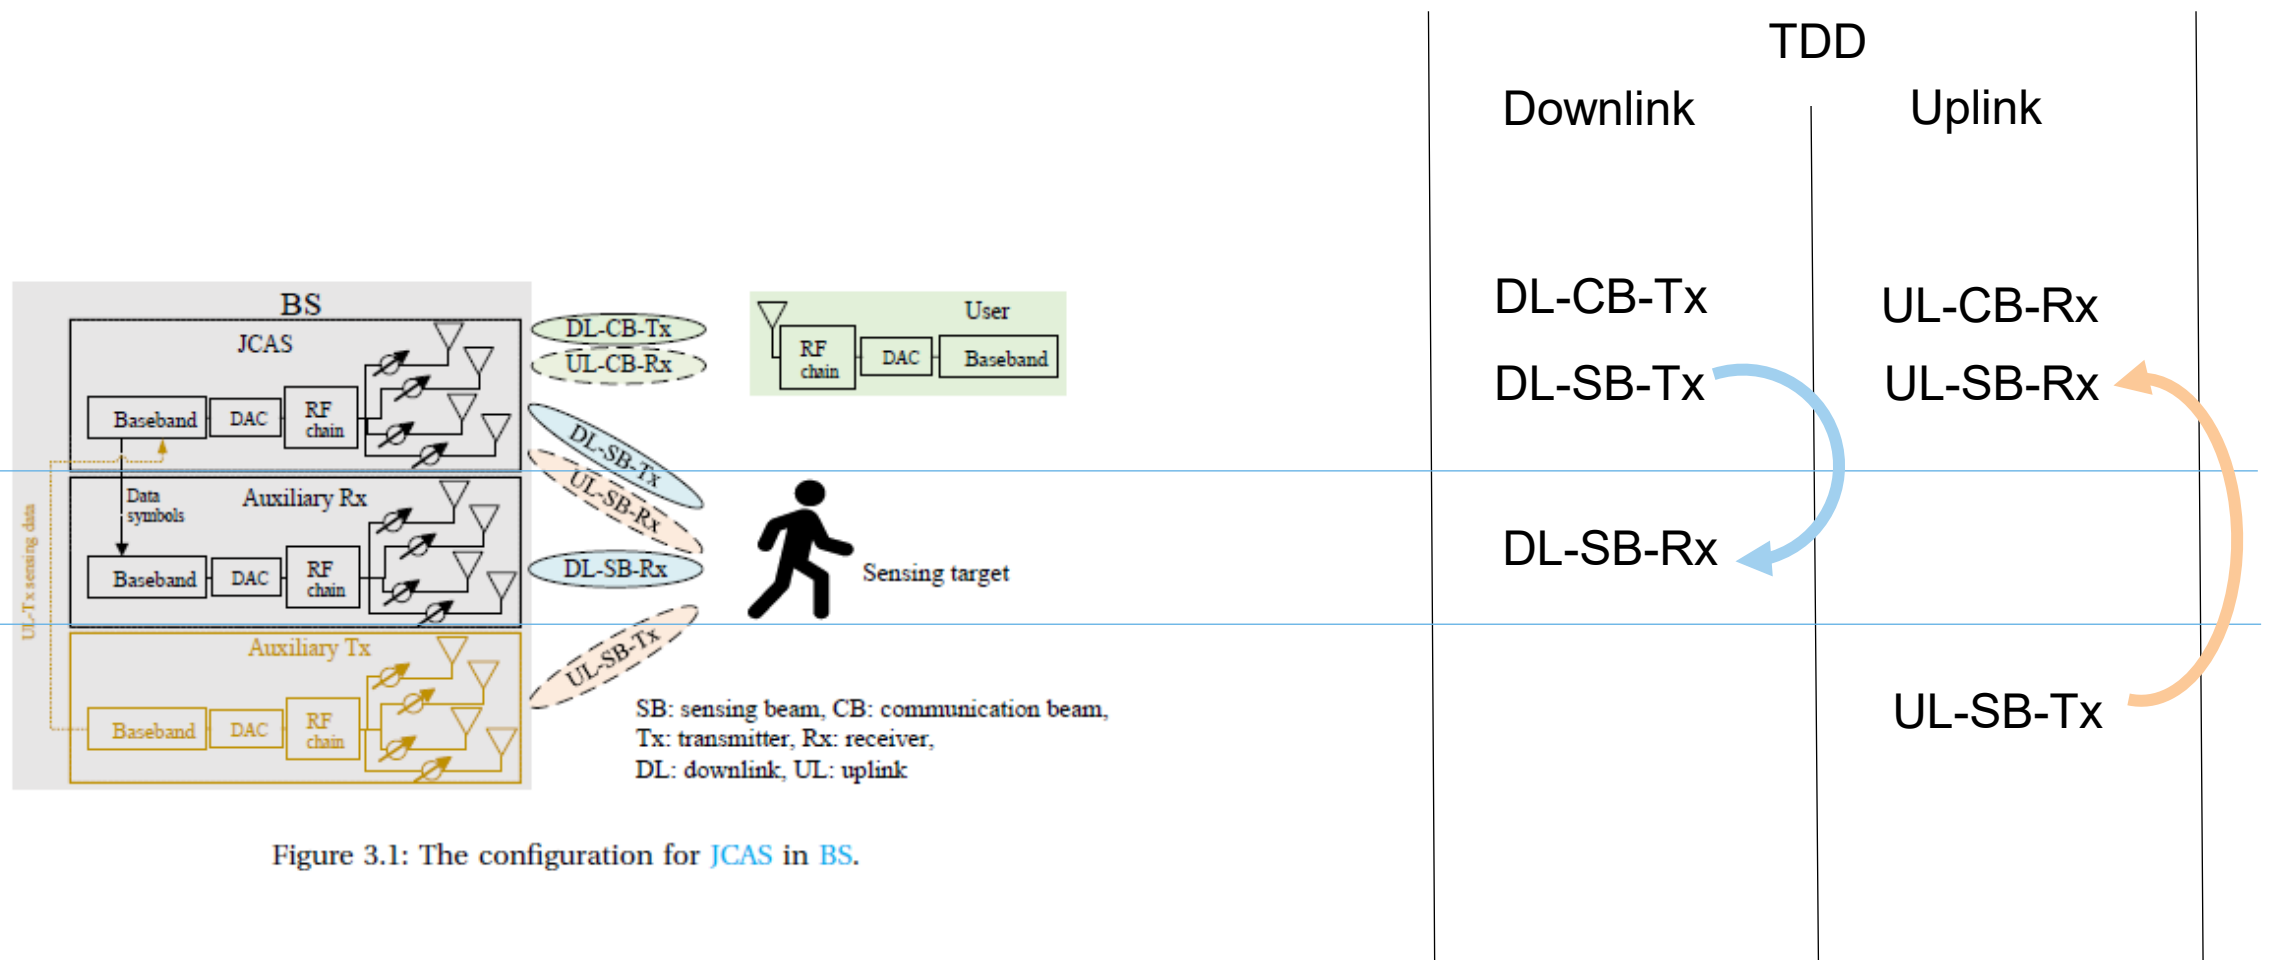 TDD
Downlink
Uplink
BS
JCAS
Baseband
DAC
RF
chain
DL-CB-Tx
UL-CB-Rx
User
RF
chain
DAC
Baseband
DL-SB-Tx
UL-SB-Rx
Data
symbols
Auxiliary Rx
Baseband
DAC
RF
chain
DL-SB-Rx
Sensing target
UL-Tx sensing data
Auxiliary Tx
Baseband
DAC
RF
chain
UL-SB-Tx
SB: sensing beam, CB: communication beam,
Tx: transmitter, Rx: receiver,
DL: downlink, UL: uplink
Figure 3.1: The configuration for JCAS in BS.
DL-CB-Tx
UL-CB-Rx
DL-SB-Tx
UL-SB-Rx
DL-SB-Rx
UL-SB-Tx